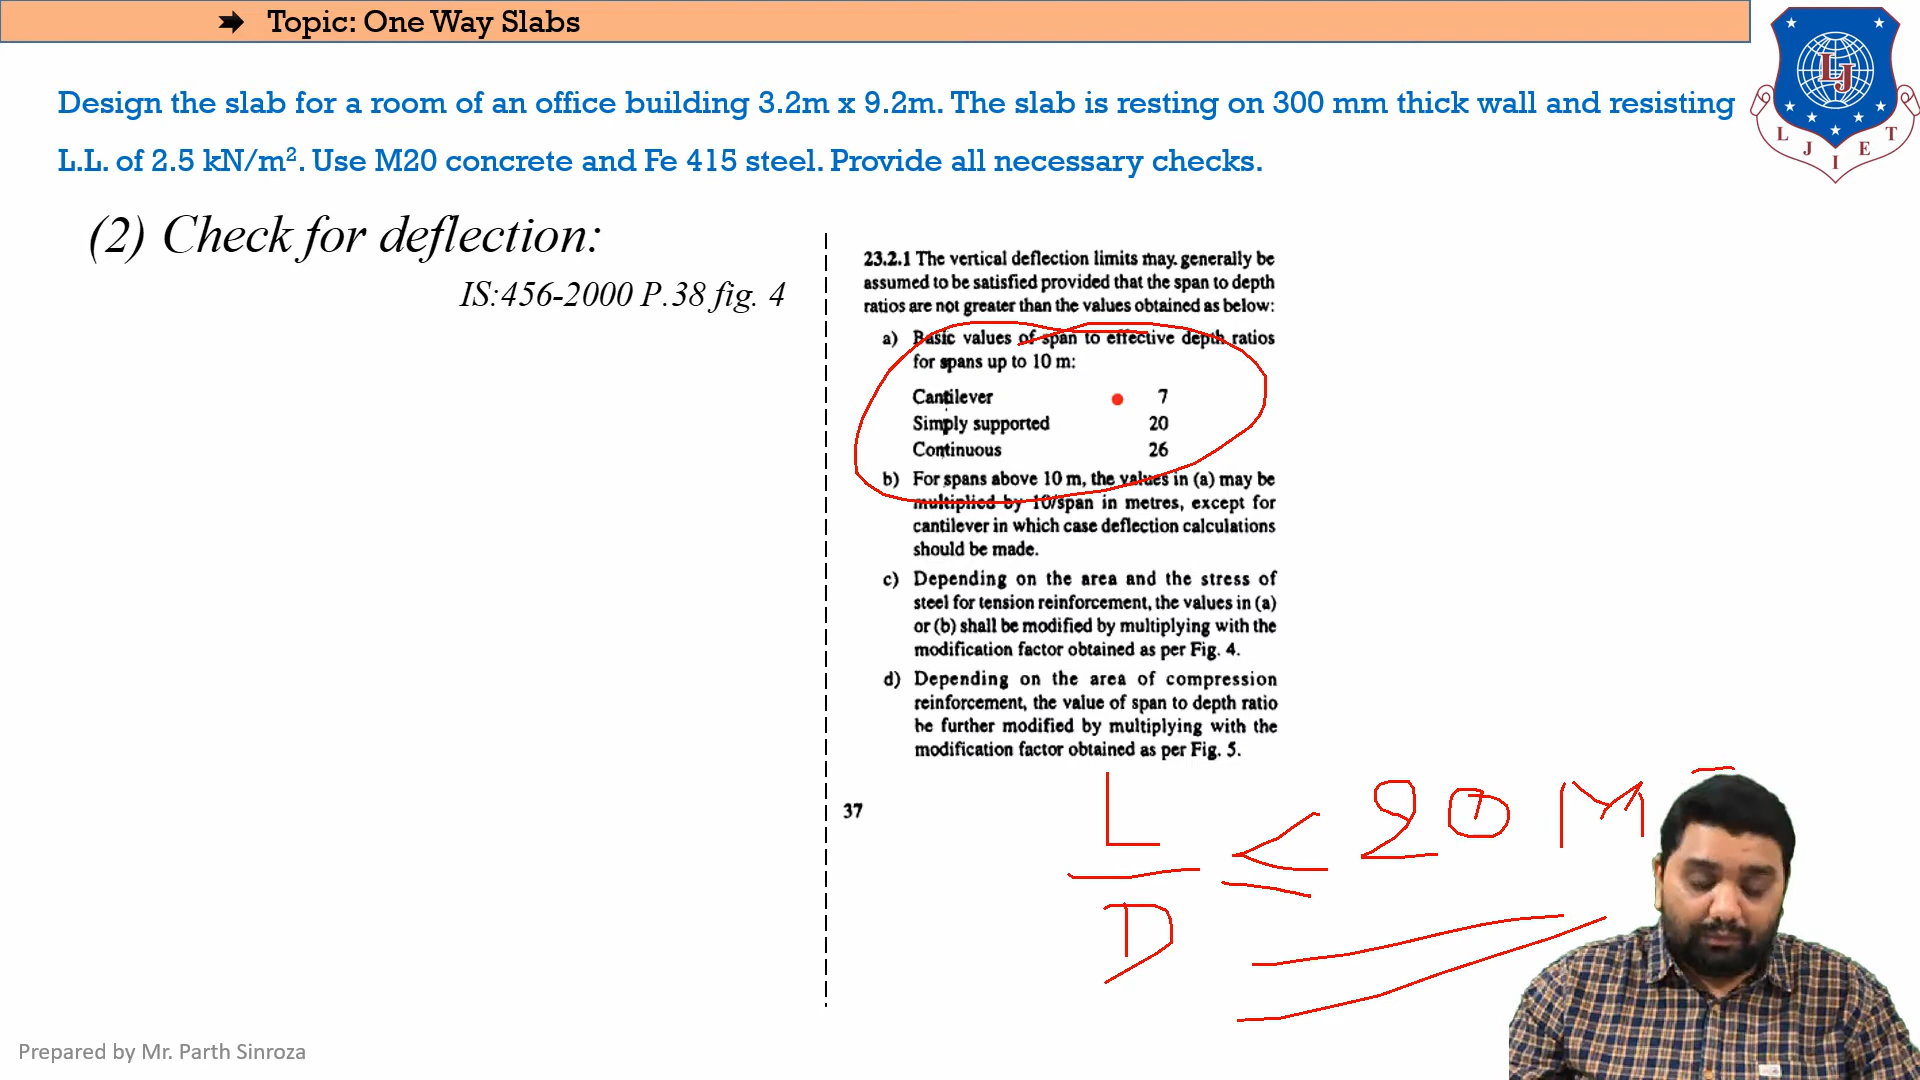 Topic: One Way Slabs
Design the slab for a room of an office building 3.2m x 9.2m. The slab is resting on 300 mm thick wall and resisting
L.L. of 2.5 kN/m². Use M20 concrete and Fe 415 steel. Provide all necessary checks.
LJ
L J I E T
(2) Check for deflection:
IS:456-2000 P.38 fig. 4
23.2.1 The vertical deflection limits may generally be
assumed to be satisfied provided that the span to depth
ratios are not greater than the values obtained as below:
a) Basic values of span to effective depth ratios
for spans up to 10 m:
Cantilever 7
Simply supported 20
Continuous 26
b) For spans above 10 m, the values in (a) may be
multiplied by 10/span in metres, except for
cantilever in which case deflection calculations
should be made.
c) Depending on the area and the stress of
steel for tension reinforcement, the values in (a)
or (b) shall be modified by multiplying with the
modification factor obtained as per Fig. 4.
d) Depending on the area of compression
reinforcement, the value of span to depth ratio
be further modified by multiplying with the
modification factor obtained as per Fig. 5.
37
L
≤ 20 M
D
Prepared by Mr. Parth Sinroza